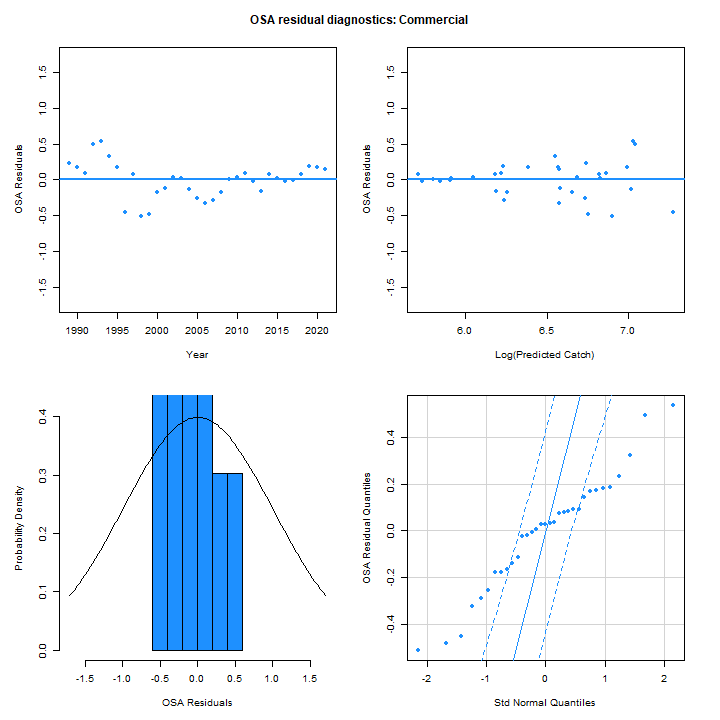 OSA residual diagnostics: Commercial
OSA Residuals
1.5
1.0
0.5
0.0
-0.5
-1.0
-1.5
1990 1995 2000 2005 2010 2015 2020
Year
OSA Residuals
1.5
1.0
0.5
0.0
-0.5
-1.0
-1.5
6.0 6.5 7.0
Log(Predicted Catch)
Probability Density
0.4
0.3
0.2
0.1
0.0
-1.5 -1.0 -0.5 0.0 0.5 1.0 1.5
OSA Residuals
OSA Residual Quantiles
0.4
0.2
0.0
-0.2
-0.4
-2 -1 0 1 2
Std Normal Quantiles